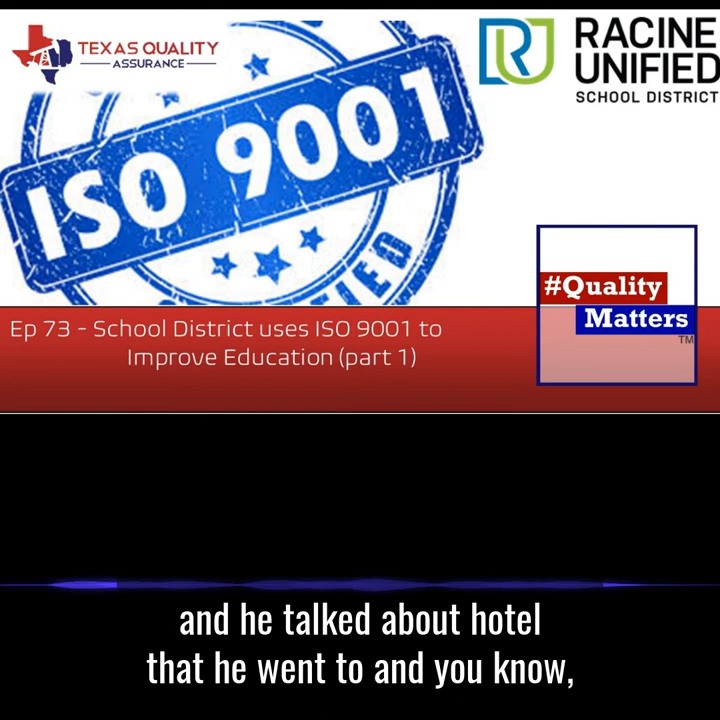 TEXAS QUALITY
ASSURANCE
RACINE
UNIFIED
SCHOOL DISTRICT
ISO 9001
#Quality
Matters
TM
Ep 73 - School District uses ISO 9001 to
Improve Education (part 1)
and he talked about hotel
that he went to and you know,